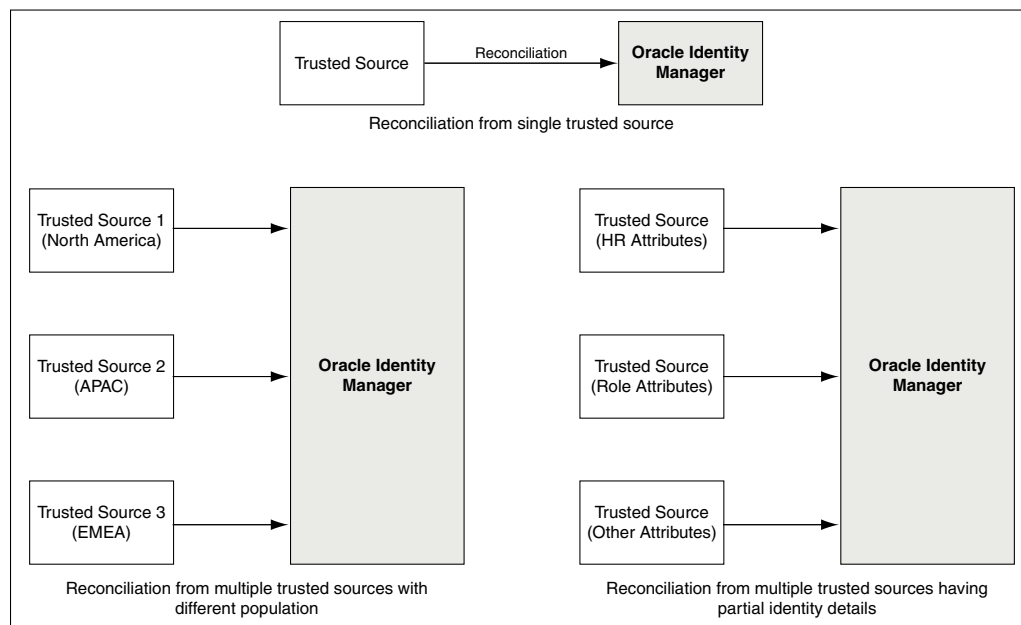 Trusted Source
Reconciliation
Oracle Identity
Manager
Reconciliation from single trusted source
Trusted Source 1
(North America)
Trusted Source 2
(APAC)
Trusted Source 3
(EMEA)
Oracle Identity
Manager
Reconciliation from multiple trusted sources with
different population
Trusted Source
(HR Attributes)
Trusted Source
(Role Attributes)
Trusted Source
(Other Attributes)
Oracle Identity
Manager
Reconciliation from multiple trusted sources having
partial identity details